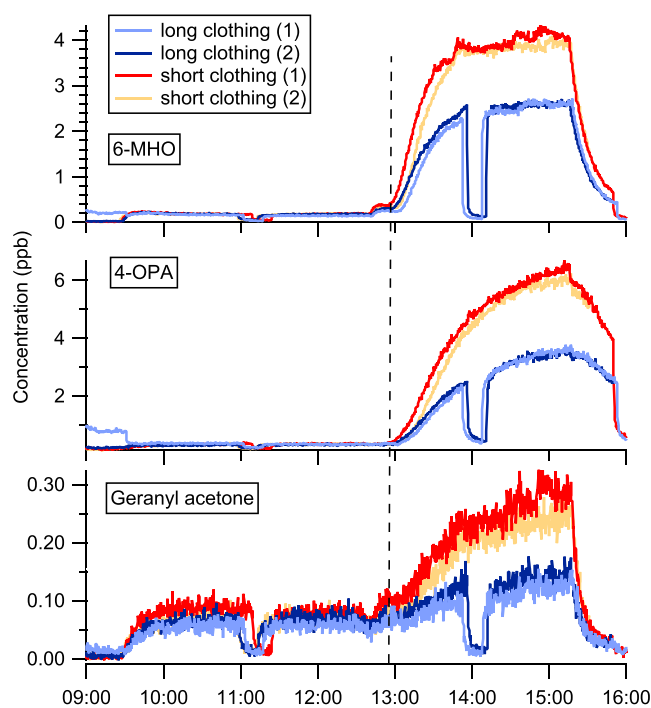 long clothing (1)
long clothing (2)
short clothing (1)
short clothing (2)
4
3
2
1
0
6-MHO
Concentration (ppb)
6
4
2
4-OPA
0.30
0.20
0.10
0.00
Geranyl acetone
09:00 10:00 11:00 12:00 13:00 14:00 15:00 16:00